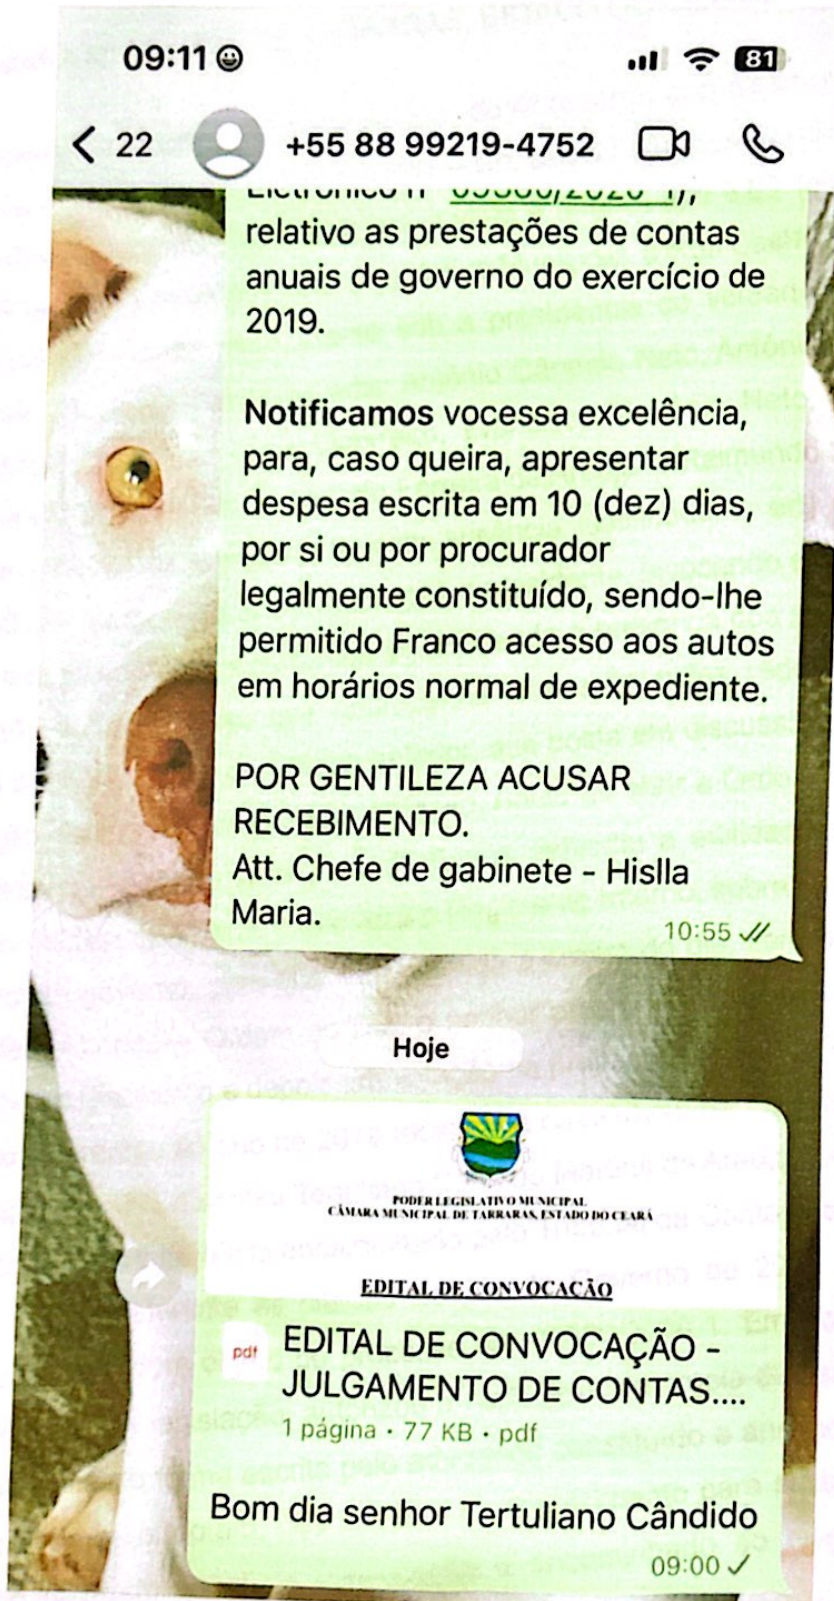 09:11
81
22
+55 88 99219-4752
relativo as prestações de contas
anuais de governo do exercício de
2019.
Notificamos vocessa excelência,
para, caso queira, apresentar
despesa escrita em 10 (dez) dias,
por si ou por procurador
legalmente constituído, sendo-lhe
permitido Franco acesso aos autos
em horários normal de expediente.
POR GENTILEZA ACUSAR
RECEBIMENTO.
Att. Chefe de gabinete - Hislla
Maria.
10:55
Hoje
PODER LEGISLATIVO MUNICIPAL
CÂMARA MUNICIPAL DE TARRAFAS, ESTADO DO CEARÁ
EDITAL DE CONVOCAÇÃO
pdf
EDITAL DE CONVOCAÇÃO -
JULGAMENTO DE CONTAS....
1 página • 77 KB • pdf
Bom dia senhor Tertuliano Cândido
09:00